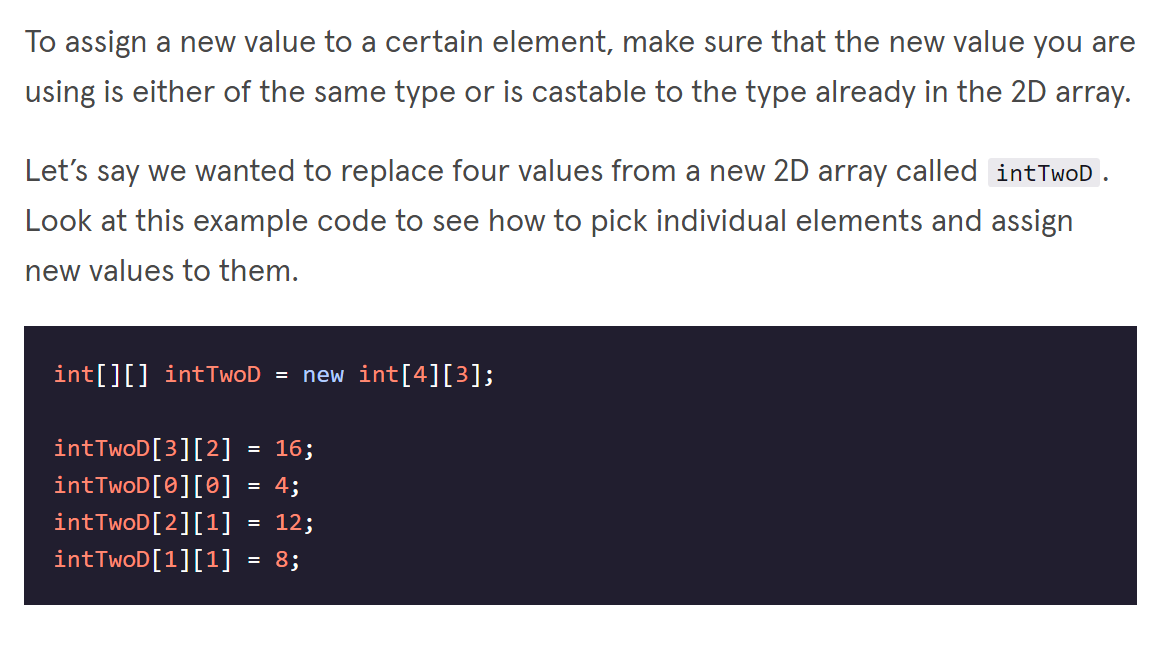 To assign a new value to a certain element, make sure that the new value you are
using is either of the same type or is castable to the type already in the 2D array.
Let’s say we wanted to replace four values from a new 2D array called intTwoD.
Look at this example code to see how to pick individual elements and assign
new values to them.
int[][] intTwoD = new int[4][3];
intTwoD[3][2] = 16;
intTwoD[0][0] = 4;
intTwoD[2][1] = 12;
intTwoD[1][1] = 8;